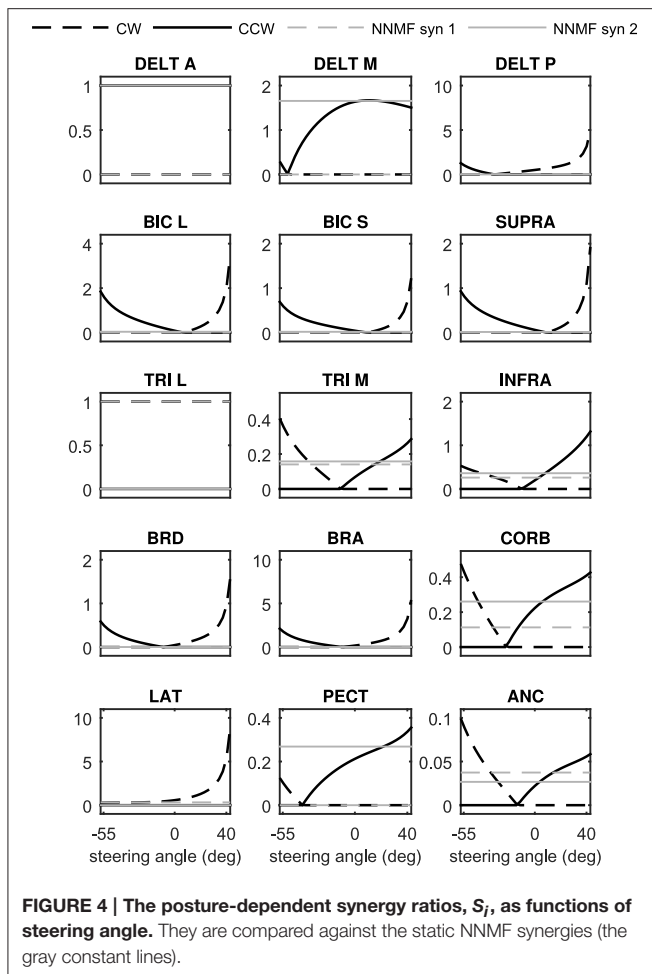 CW CCW NNMF syn 1 NNMF syn 2
DELT A DELT M DELT P
1 2 10
0.5 1 5
0 0 0
BIC L BIC S SUPRA
4 2 2
2 1 1
0 0 0
TRI L TRI M INFRA
1 0.4 2
0.5 0.2 1
0 0 0
BRD BRA CORB
2 10 0.4
1 5 0.2
0 0 0
LAT PECT ANC
10 0.4 0.1
5 0.2 0.05
0 0 0
-55 0 40 -55 0 40 -55 0 40
steering angle (deg) steering angle (deg) steering angle (deg)
FIGURE 4 | The posture-dependent synergy ratios, Si, as functions of
steering angle. They are compared against the static NNMF synergies (the
gray constant lines).